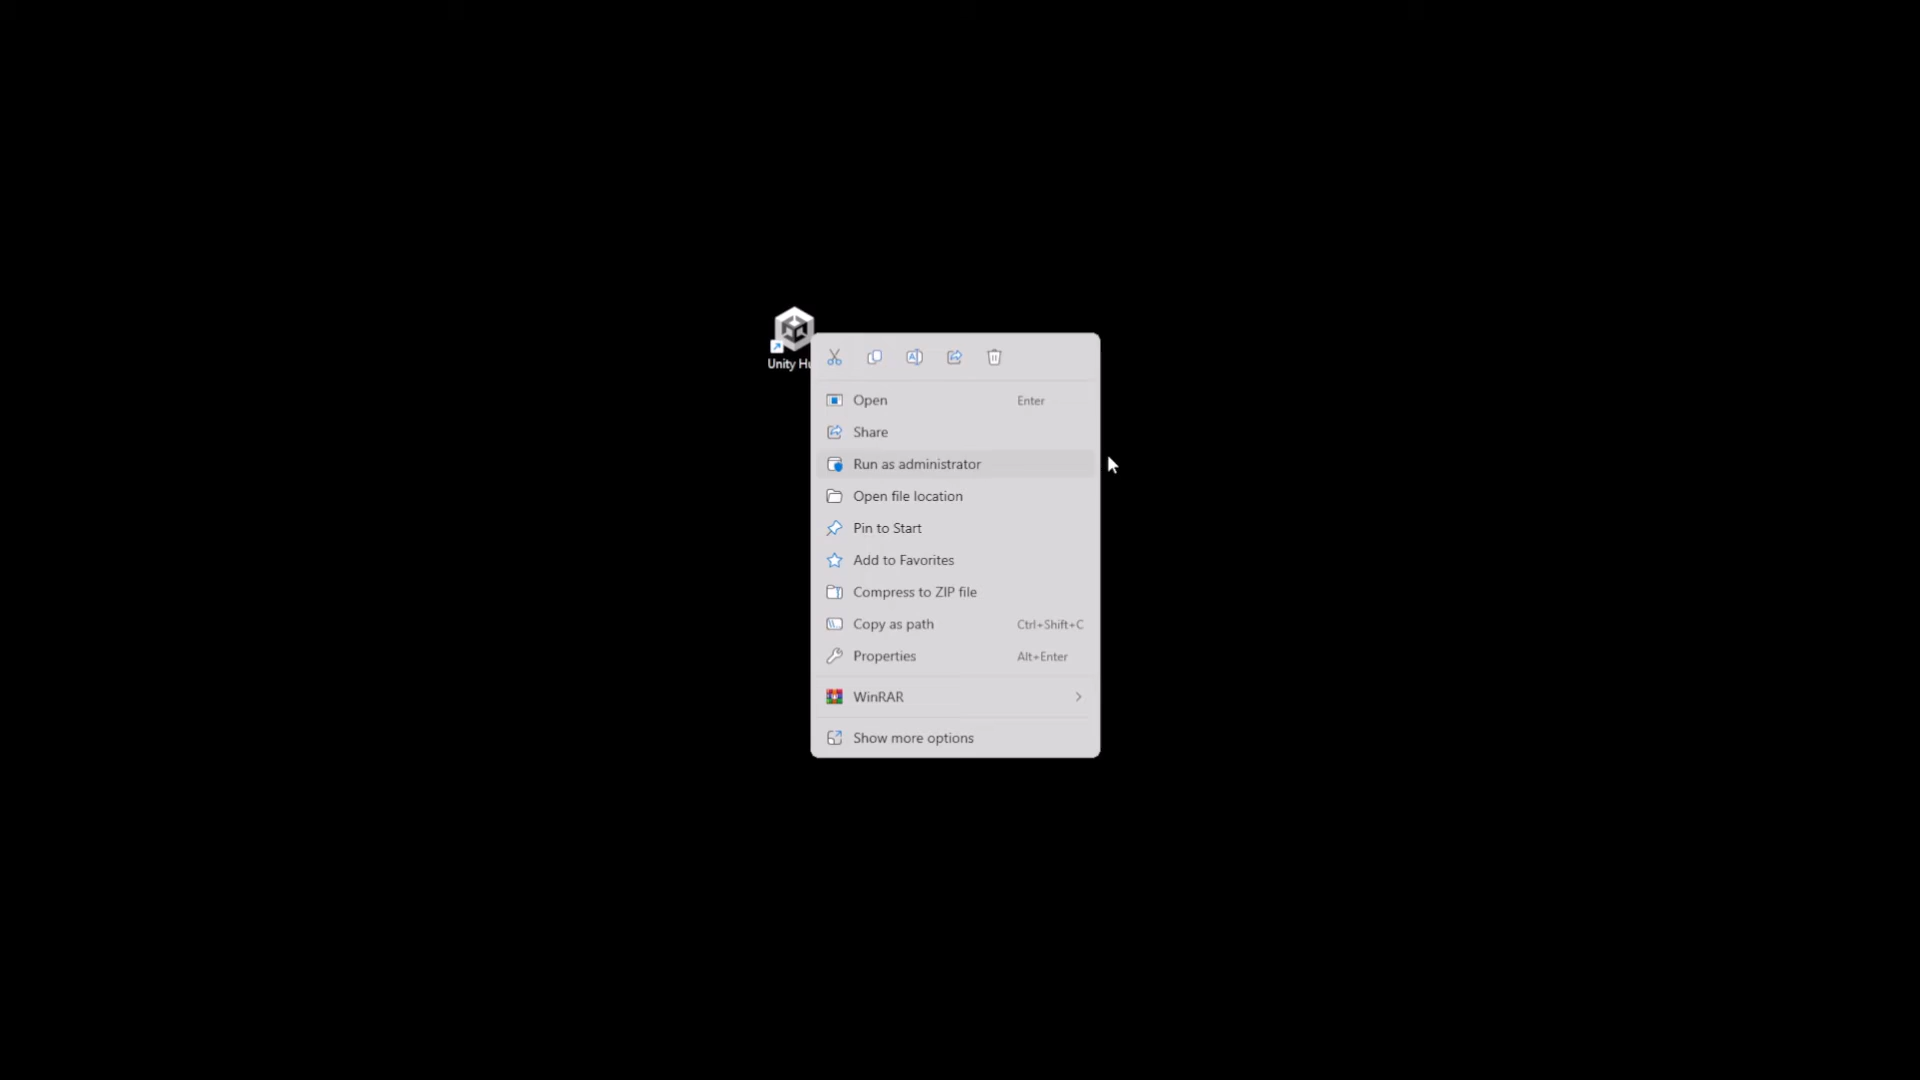 Unity Hu
Open Enter
Share
Run as administrator
Open file location
Pin to Start
Add to Favorites
Compress to ZIP file
Copy as path Ctrl+Shift+C
Properties Alt+Enter
WinRAR
Show more options